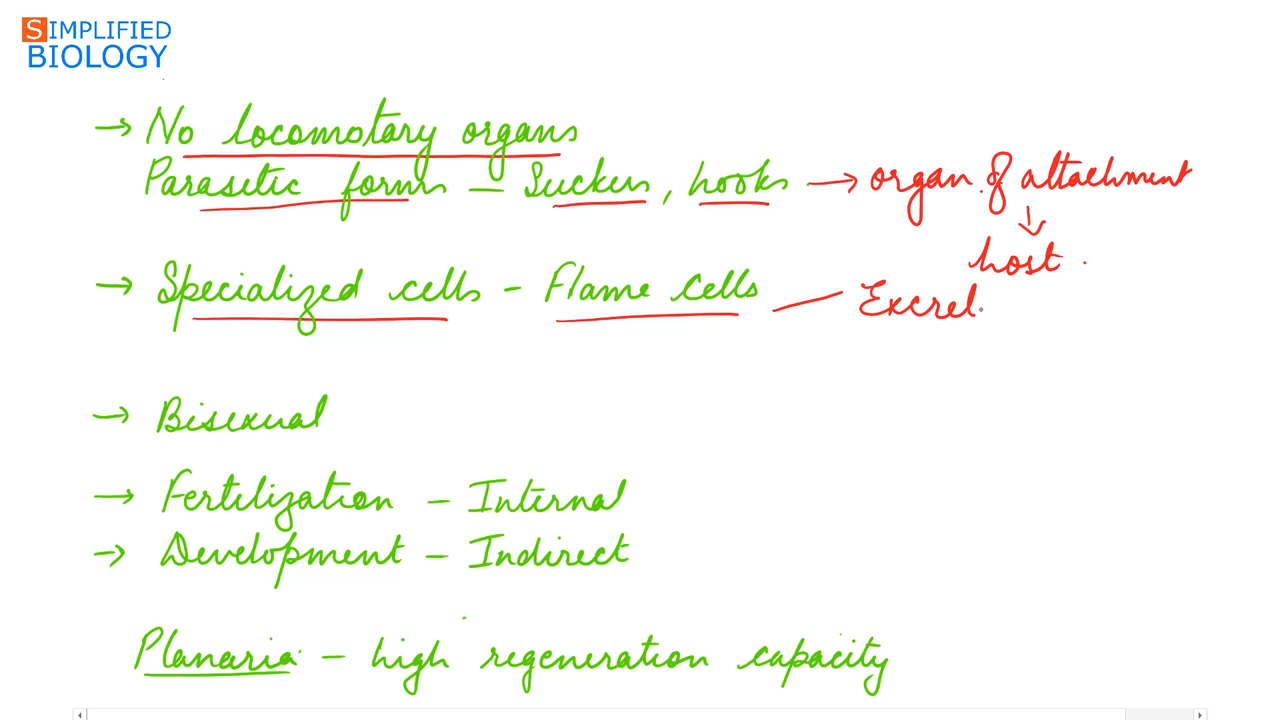 SIMPLIFIED
BIOLOGY
→ No locomotary organs
Parasitic forms — Suckers, hooks → organ of attachment
↓
host.
→ Specialized cells - Flame Cells — Excret
→ Bisexual
→ Fertilization - Internal
→ Development - Indirect
Planaria - high regeneration capacity